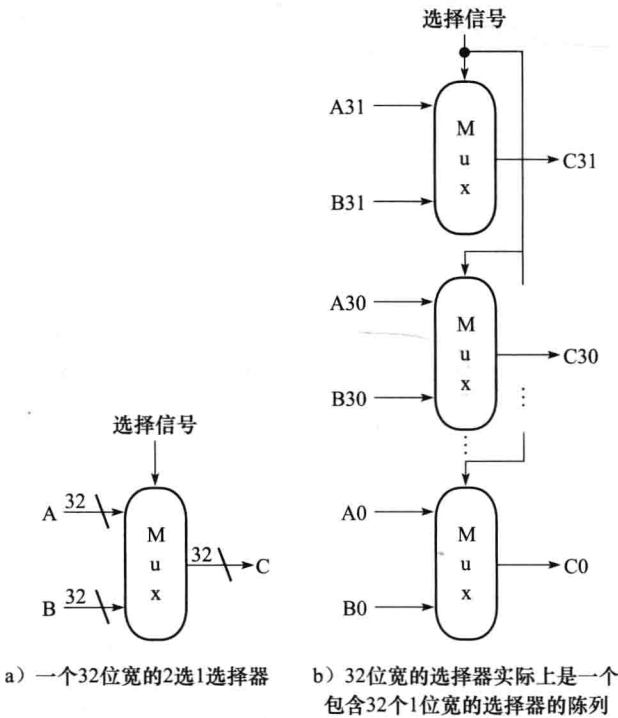 选择信号
A31
M
u
x
C31
B31
A30
M
u
x
C30
B30
选择信号
A 32
M
u
x
32 C
B 32
A0
M
u
x
C0
B0
a）一个32位宽的2选1选择器
b）32位宽的选择器实际上是一个
包含32个1位宽的选择器的陈列